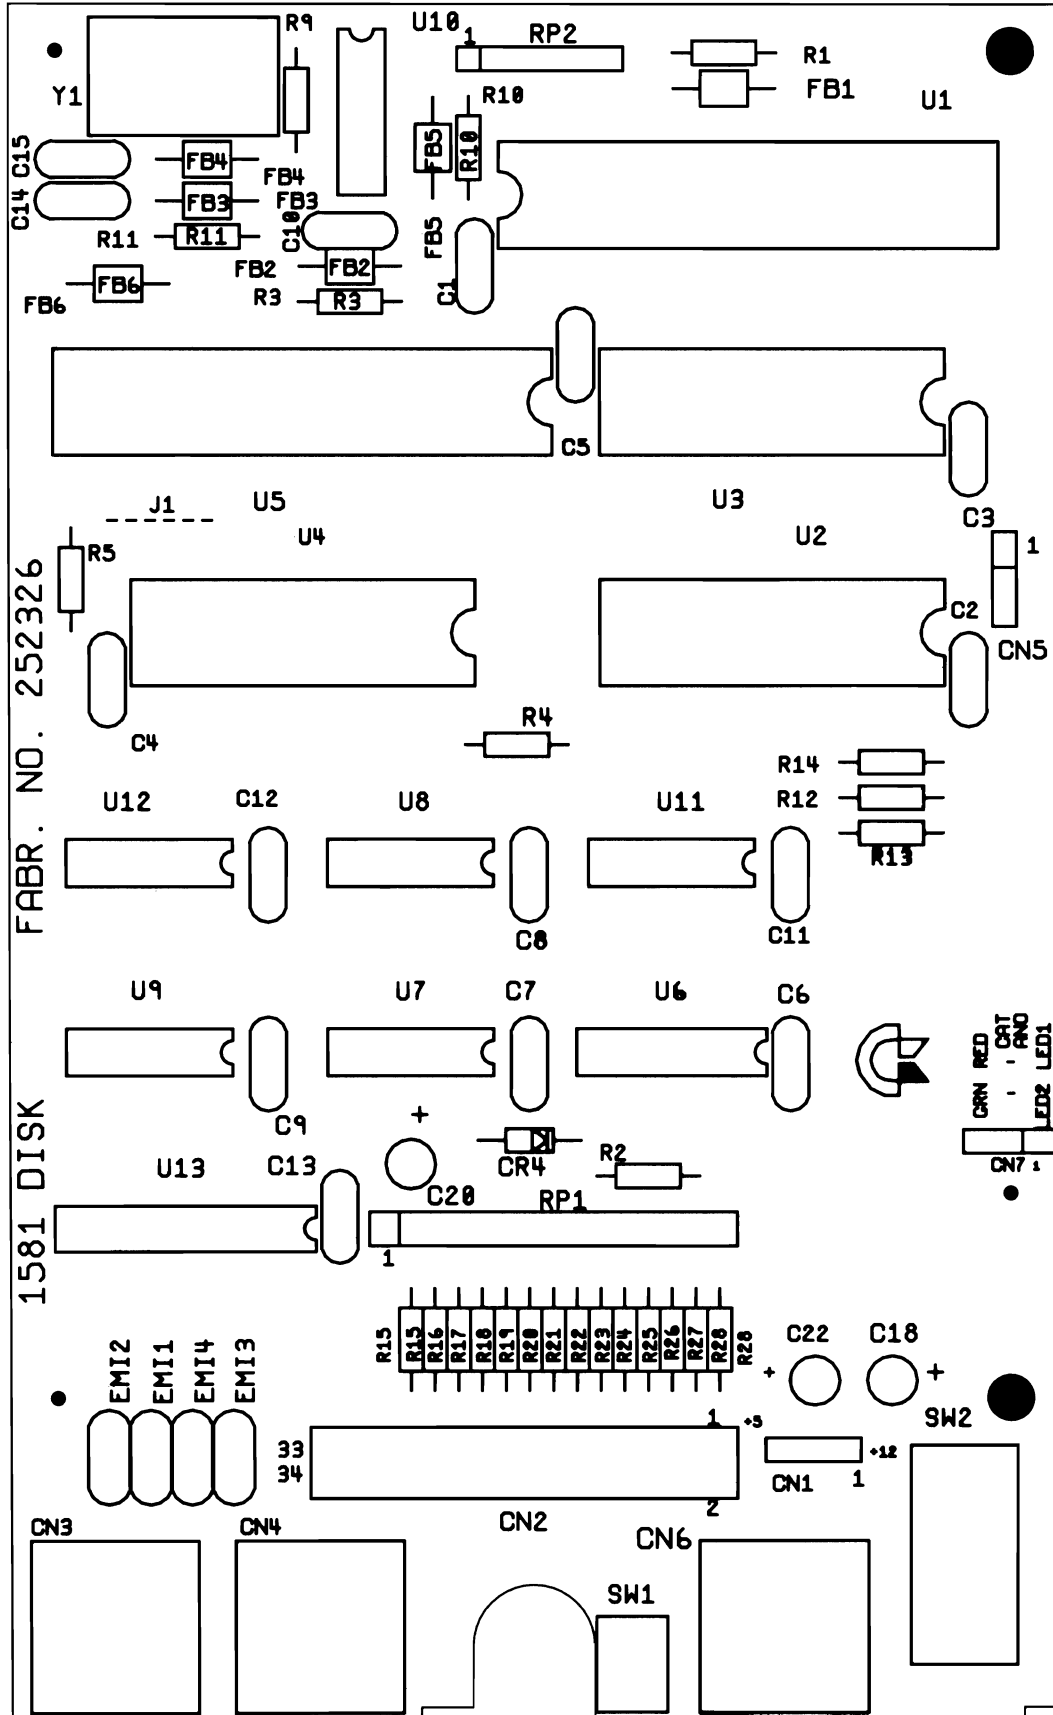 R9
U10
1
RP2
R1
FB1
Y1
R10
U1
C15
FB4
FB4
FB5
R10
C14
FB3
FB3
C10
FB5
R11
R11
FB2
FB2
C1
FB6
FB6
R3
R3
C5
U5
U3
J1
C3
U4
U2
1
R5
C2
CN5
FABR. NO. 252326
R4
C4
R14
R12
U12
C12
U8
U11
R13
C8
C11
U9
U7
C7
U6
C6
GRN RED
- -
CAT
ANO
LED2 LED1
+
C9
CR4
R2
CN7 1
1581 DISK
U13
C13
C20
RP1
1
R15
R15
R16
R17
R18
R19
R20
R21
R22
R23
R24
R25
R26
R27
R28
R28
C22
C18
+
+
EMI2
EMI1
EMI4
EMI3
SW2
1
+5
33
34
+12
CN1
1
2
CN2
CN3
CN4
CN6
SW1